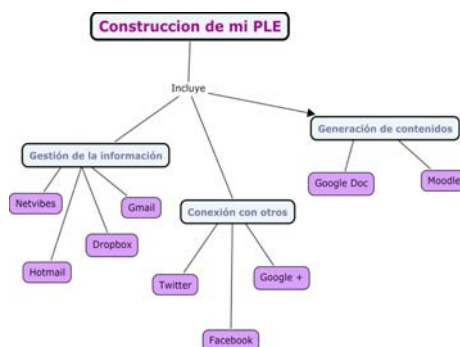 Construccion de mi PLE
Incluye
Generación de contenidos
Gestión de la información
Google Doc
Moodle
Netvibes
Gmail
Conexión con otros
Dropbox
Hotmail
Twitter
Google +
Facebook